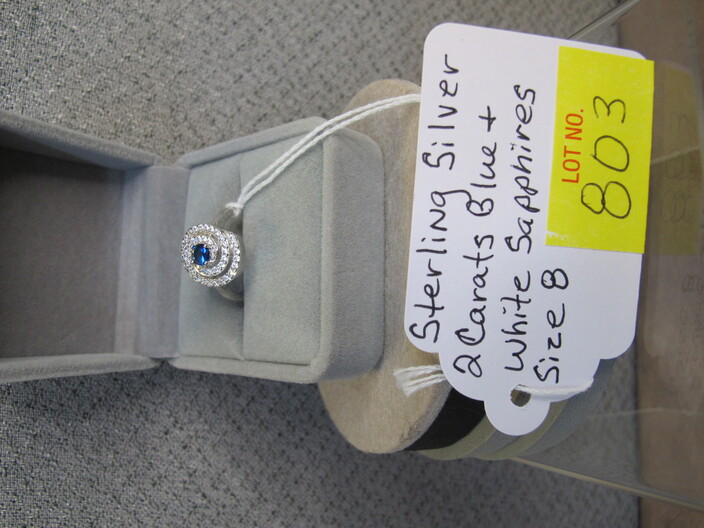 Sterling Silver
2 Carats Blue +
White Sapphires
Size 8
LOT NO.
803